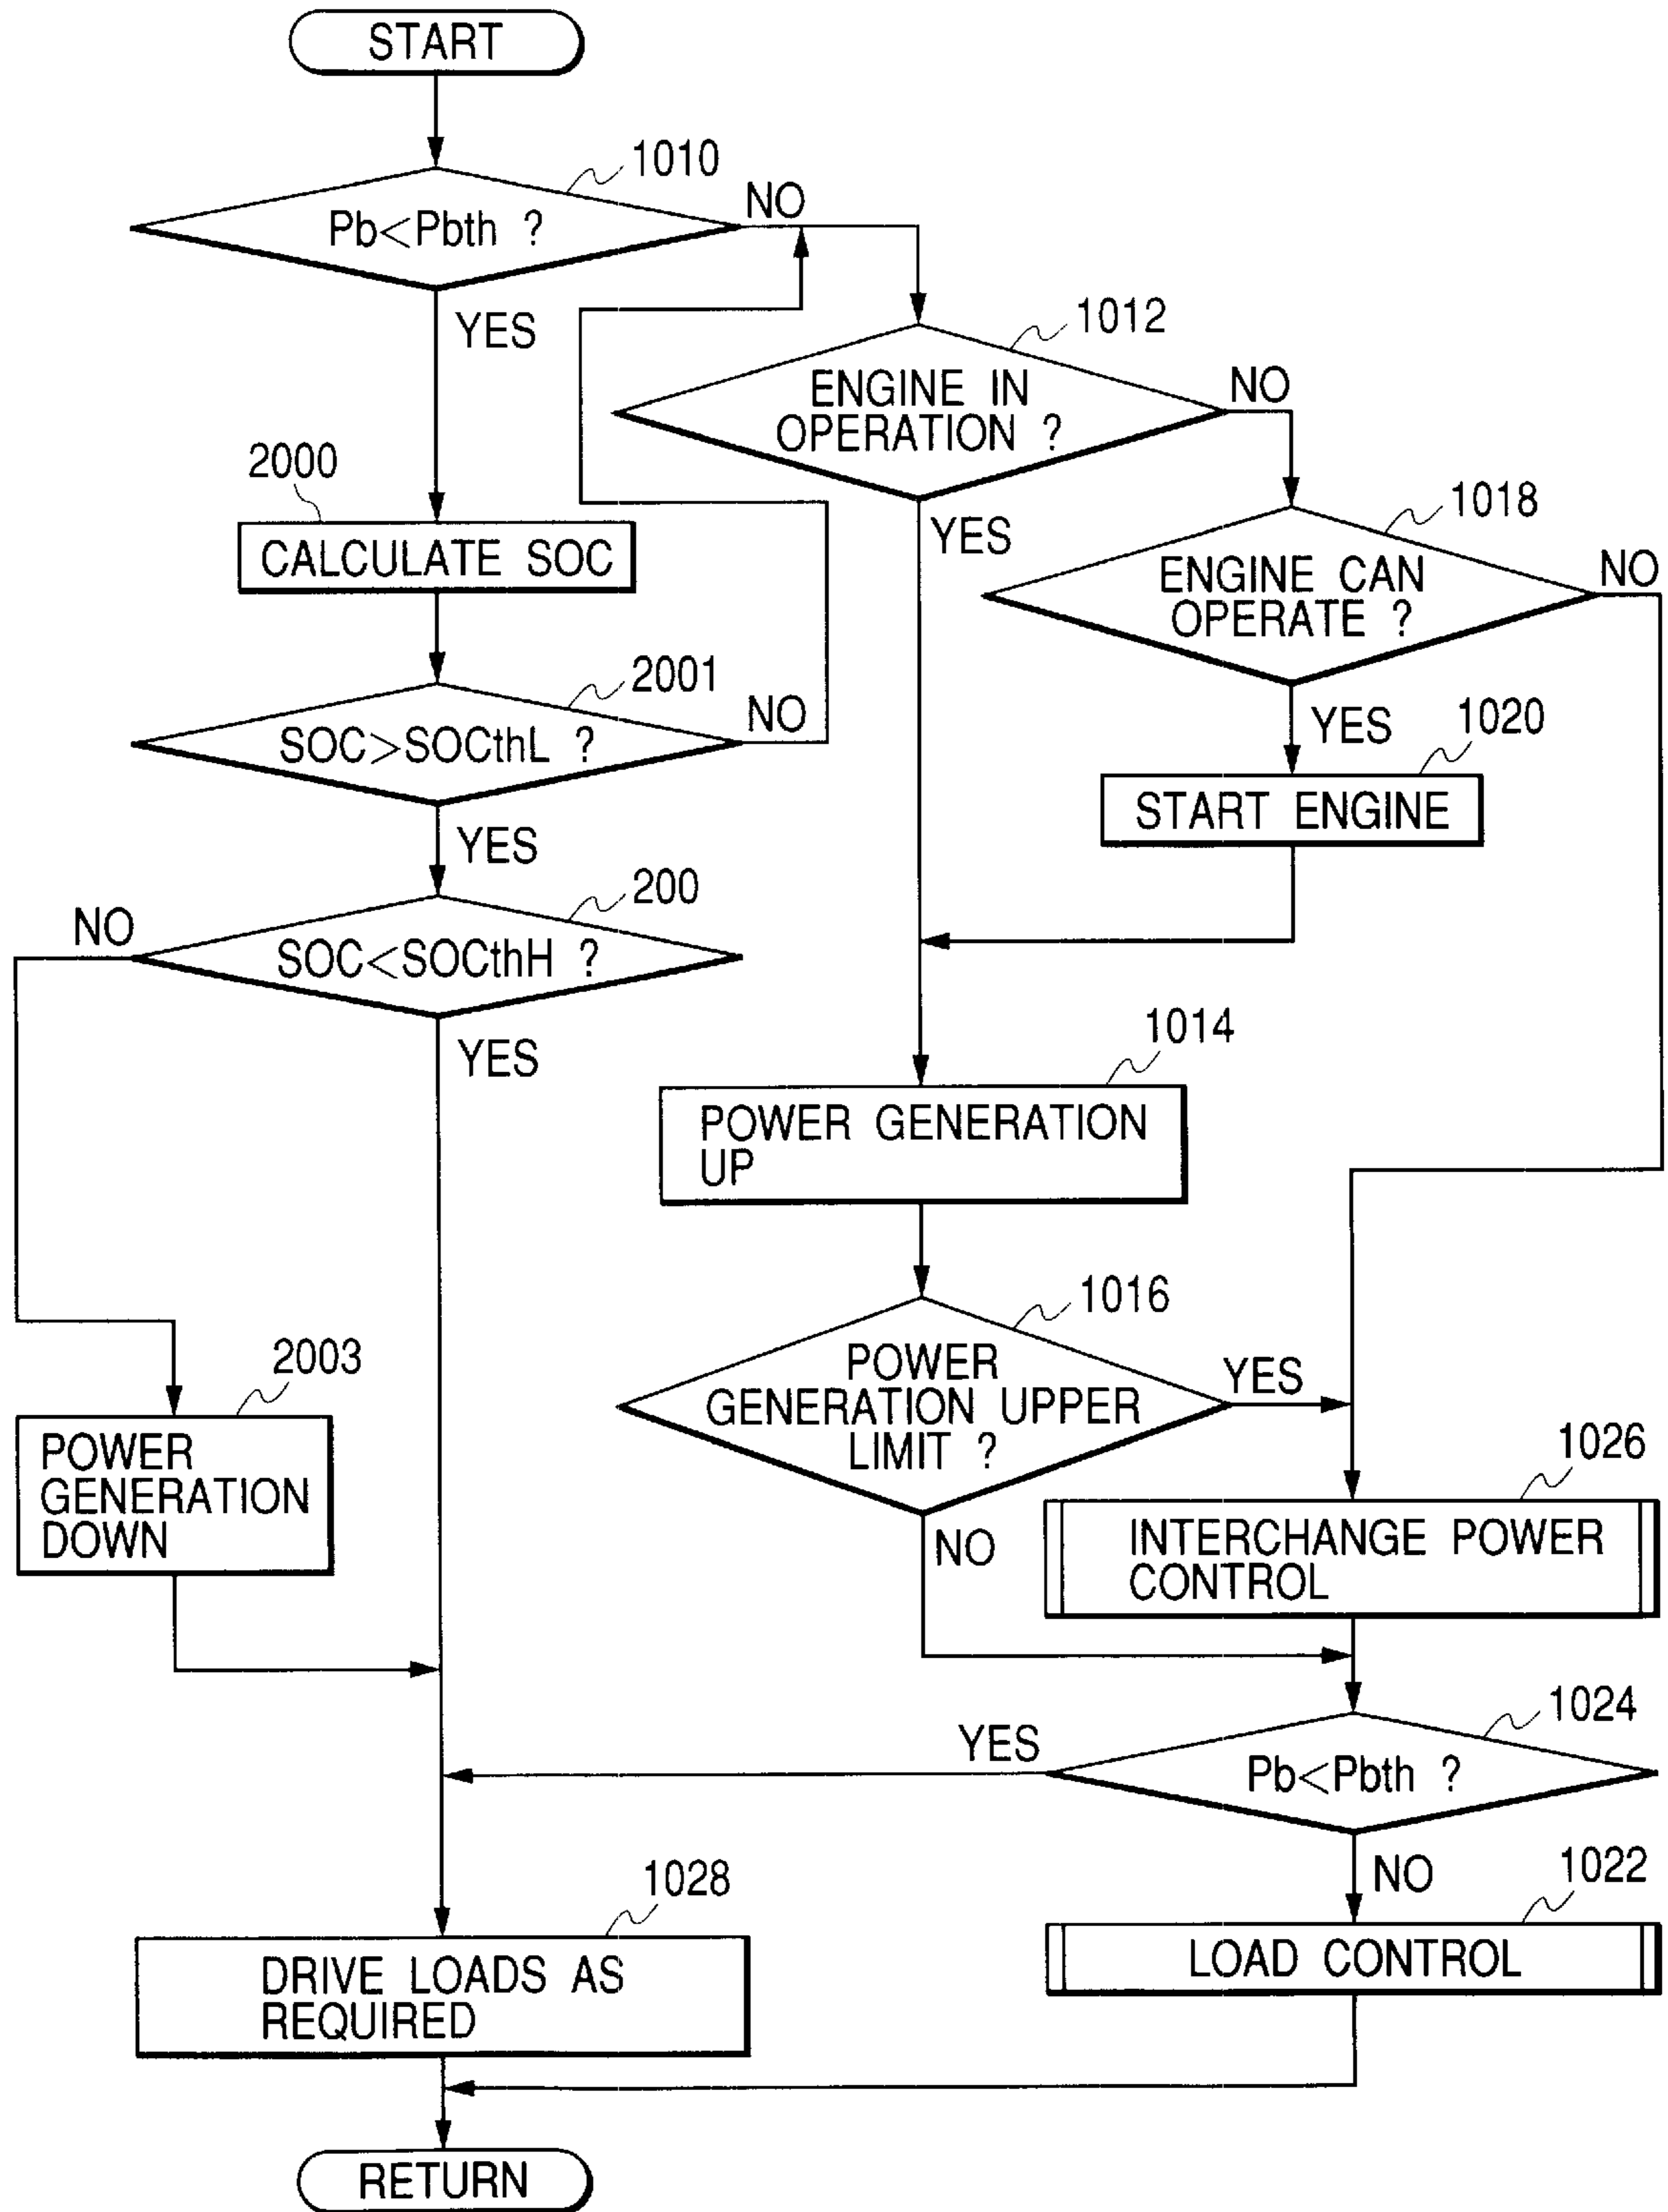 START
1010
Pb<Pbth ?
NO
YES
1012
ENGINE IN
OPERATION ?
NO
YES
2000
CALCULATE SOC
1018
ENGINE CAN
OPERATE ?
NO
YES
2001
SOC>SOCthL ?
NO
YES
1020
START ENGINE
200
SOC<SOCthH ?
NO
YES
1014
POWER GENERATION
UP
1016
POWER
GENERATION UPPER
LIMIT ?
YES
NO
2003
POWER
GENERATION
DOWN
1026
INTERCHANGE POWER
CONTROL
1024
Pb<Pbth ?
YES
NO
1028
DRIVE LOADS AS
REQUIRED
1022
LOAD CONTROL
RETURN